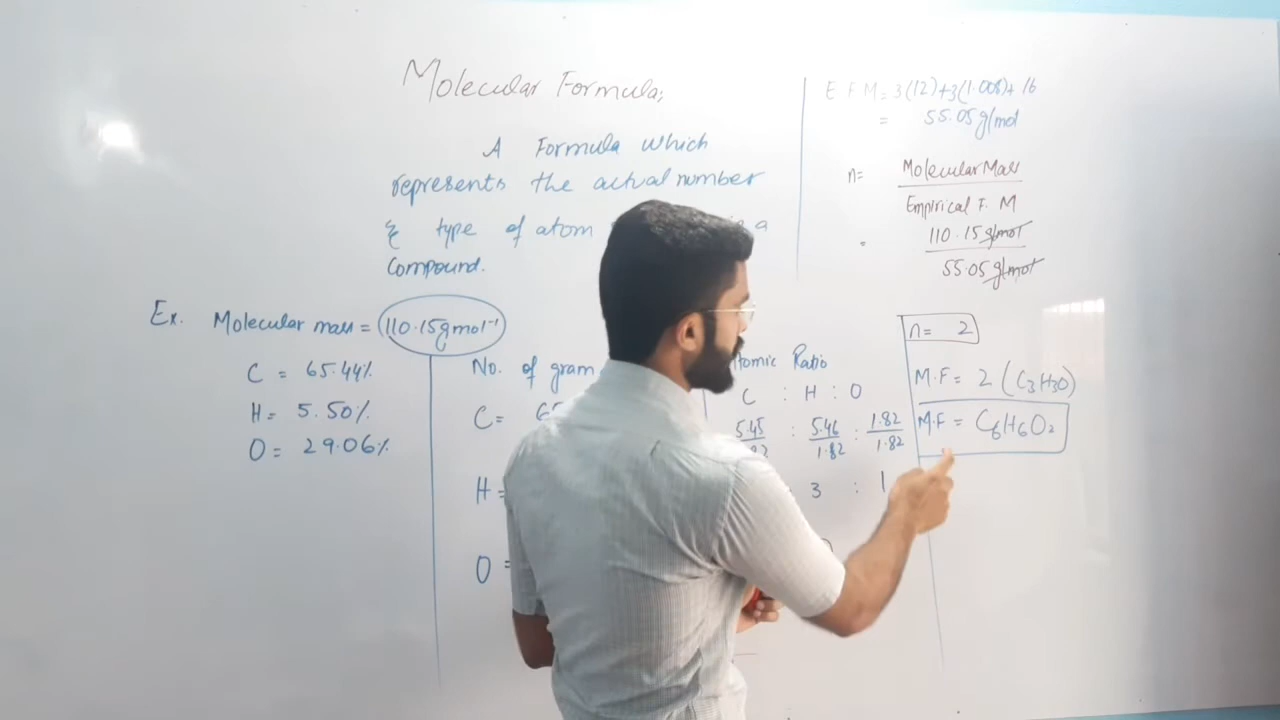 Molecular Formula;
A Formula which
represents the actual number
& type of atom a
Compound.
Ex. Molecular mass = 110.15gmol⁻¹
C = 65.44%
H = 5.50%
O = 29.06%
No. of gram
C =
H =
O =
Atomic Ratio
C : H : O
5.45 : 5.46/1.82 : 1.82/1.82
3 : 1
E F M = 3(12)+3(1.008)+16
= 55.05g/mol
n= Molecular Mass
Empirical F. M
= 110.15g/mol
55.05g/mol
n= 2
M.F = 2 (C₃H₃O)
M.F = C₆H₆O₂